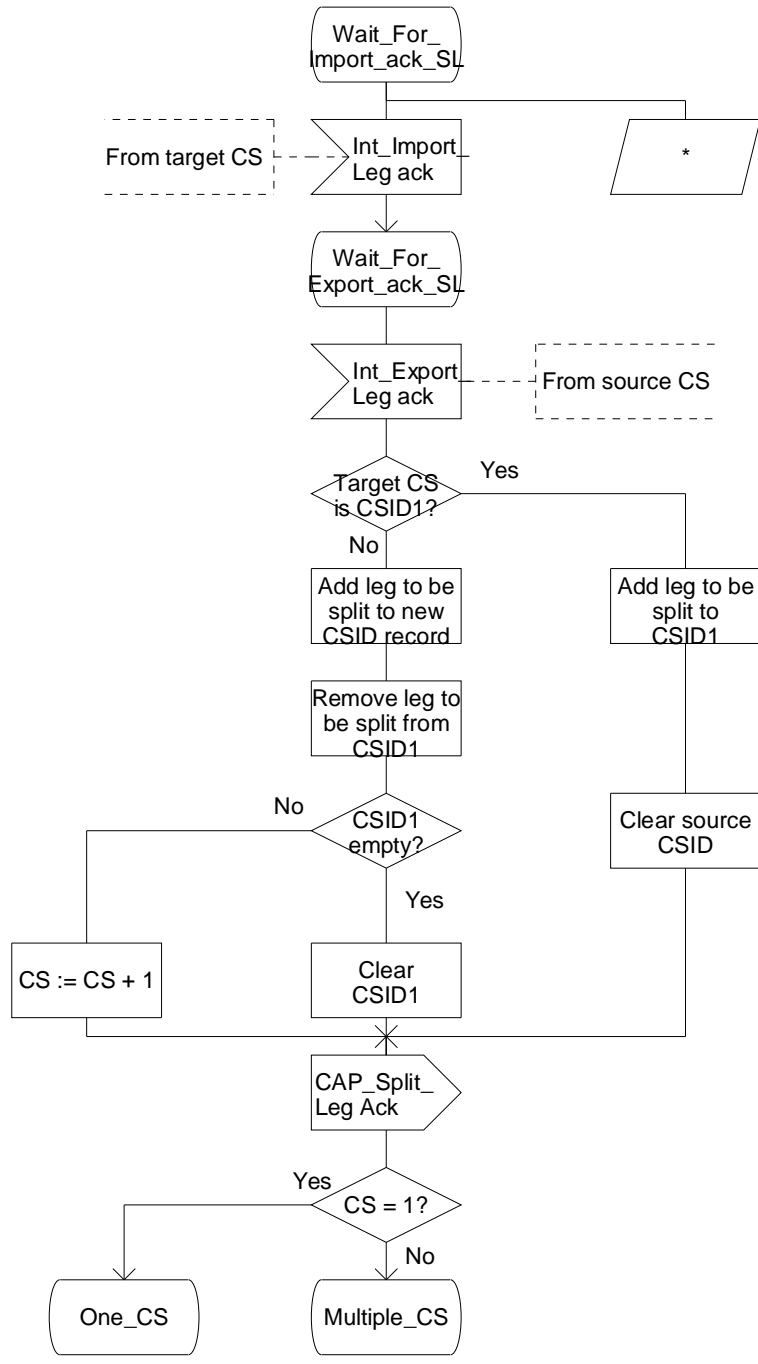 Wait_For_
Import_ack_SL
From target CS
Int_Import_
Leg ack
*
Wait_For_
Export_ack_SL
Int_Export_
Leg ack
From source CS
Target CS
is CSID1?
Yes
No
Add leg to be
split to new
CSID record
Add leg to be
split to
CSID1
Remove leg to
be split from
CSID1
No
CSID1
empty?
Clear source
CSID
Yes
CS := CS + 1
Clear
CSID1
CAP_Split_
Leg Ack
Yes
CS = 1?
No
One_CS
Multiple_CS